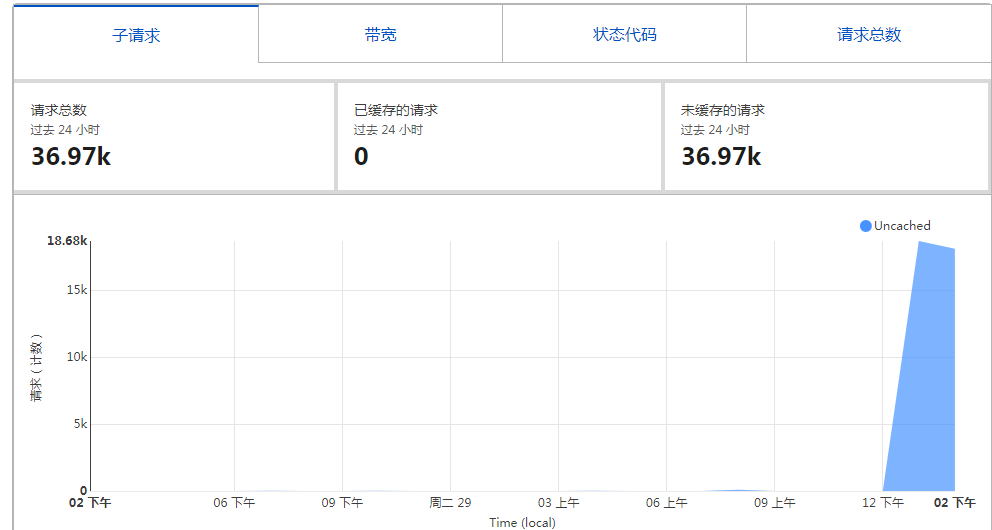 子请求
带宽
状态代码
请求总数
请求总数
过去 24 小时
36.97k
已缓存的请求
过去 24 小时
0
未缓存的请求
过去 24 小时
36.97k
Uncached
18.68k
15k
10k
5k
0
请求（计数）
02 下午
06 下午
09 下午
周二 29
03 上午
06 上午
09 上午
12 下午
02 下午
Time (local)